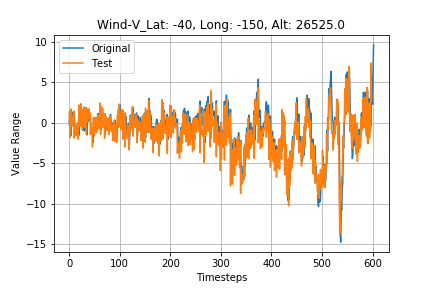 Wind-V_Lat: -40, Long: -150, Alt: 26525.0
Original
Test
Value Range
10
5
0
−5
−10
−15
0 100 200 300 400 500 600
Timesteps